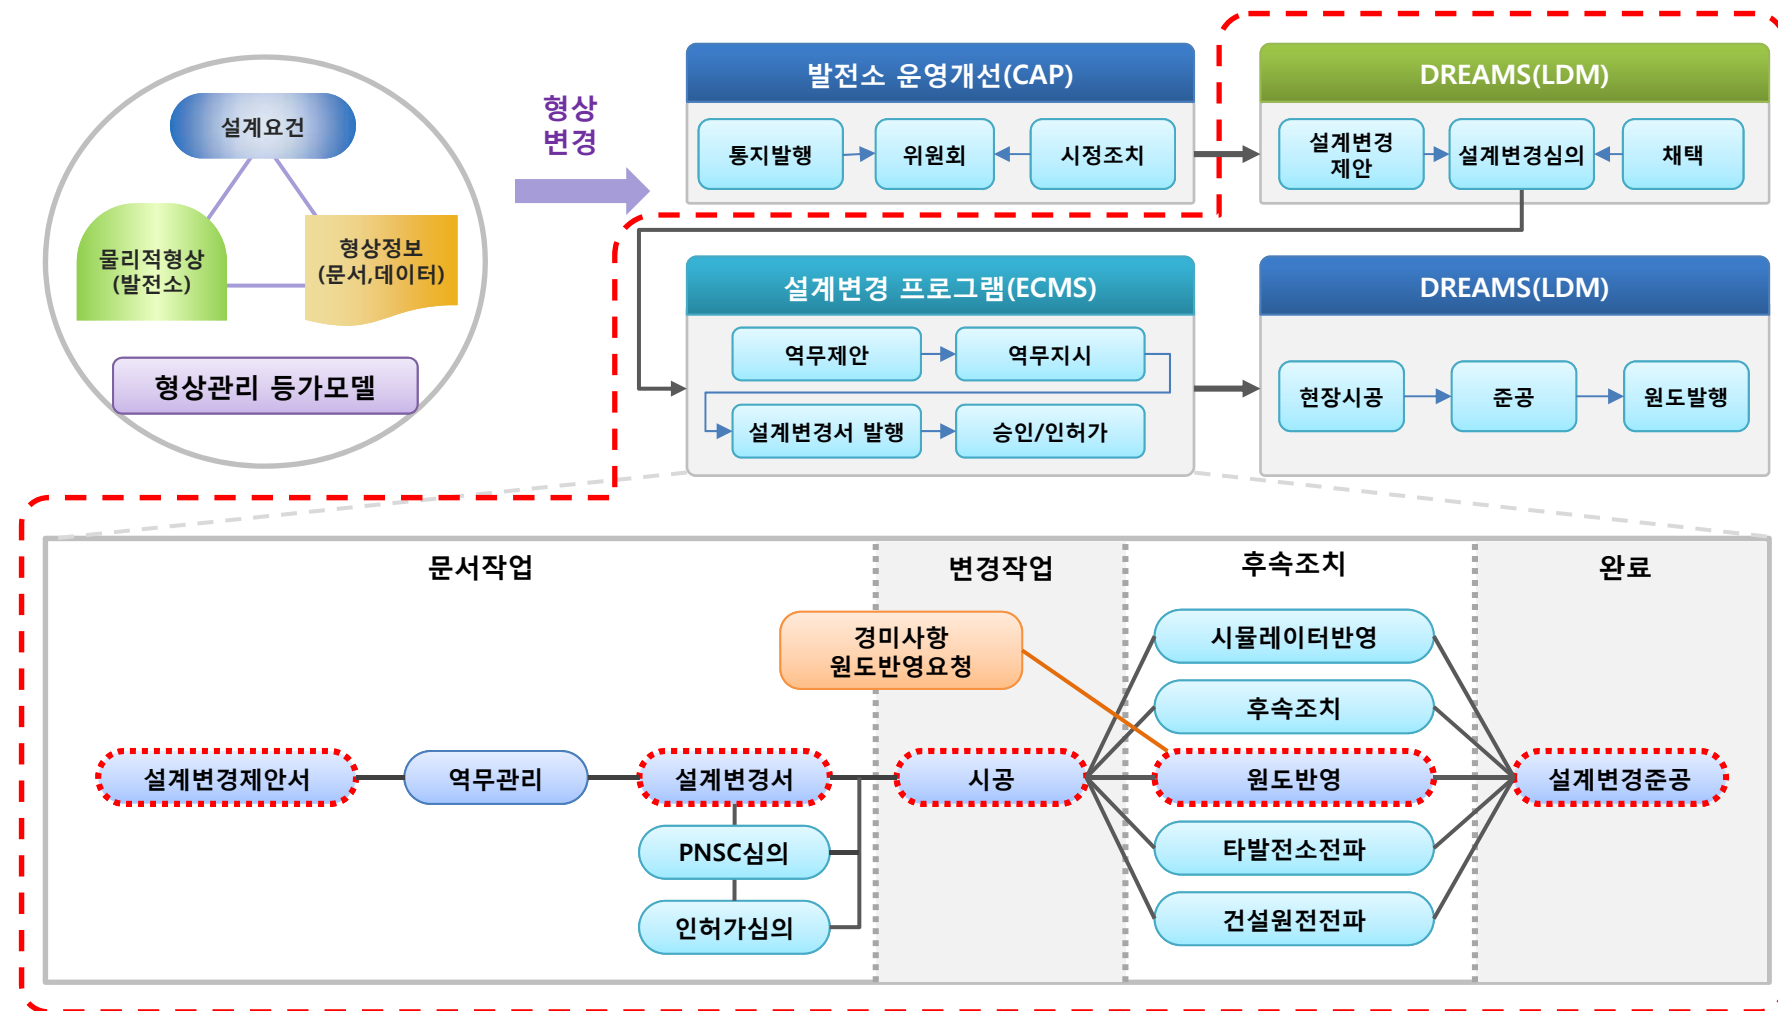 설계요건
물리적형상
(발전소)
형상정보
(문서,데이터)
형상관리 등가모델
형상
변경
발전소 운영개선(CAP)
통지발행
위원회
시정조치
DREAMS(LDM)
설계변경
제안
설계변경심의
채택
설계변경 프로그램(ECMS)
역무제안
역무지시
설계변경서 발행
승인/인허가
DREAMS(LDM)
현장시공
준공
원도발행
문서작업
변경작업
후속조치
완료
경미사항
원도반영요청
설계변경제안서
역무관리
설계변경서
PNSC심의
인허가심의
시공
시뮬레이터반영
후속조치
원도반영
타발전소전파
건설원전전파
설계변경준공